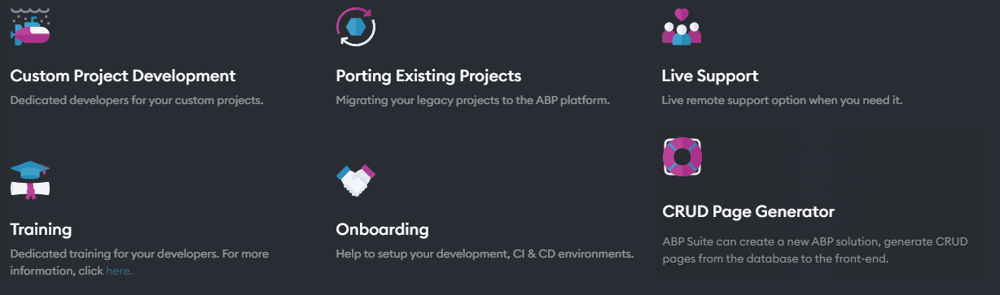 Custom Project Development
Dedicated developers for your custom projects.
Porting Existing Projects
Migrating your legacy projects to the ABP platform.
Live Support
Live remote support option when you need it.
Training
Dedicated training for your developers. For more
information, click here.
Onboarding
Help to setup your development, CI & CD environments.
CRUD Page Generator
ABP Suite can create a new ABP solution, generate CRUD
pages from the database to the front-end.